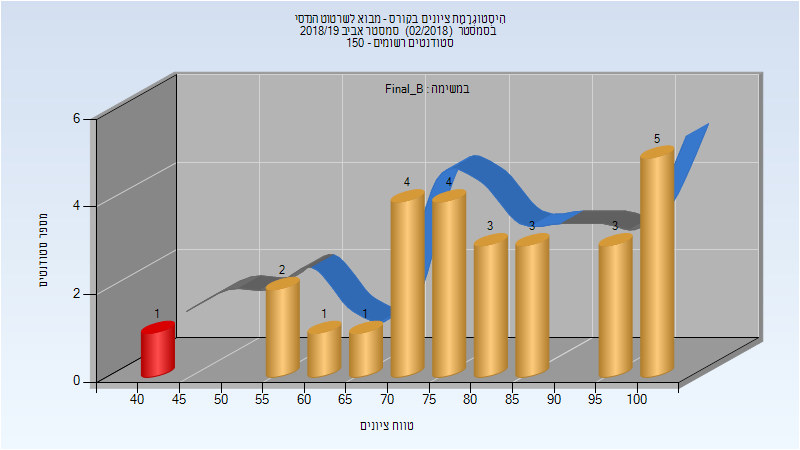 היסטוגרמת ציונים בקורס - מבוא לשרטוט הנדסי
בסמסטר (02/2018) סמסטר אביב 2018/19
סטודנטים רשומים - 150
במשימה : Final_B
מספר סטודנטים
6
4
2
0
1
2
1
1
4
4
3
3
3
5
40 45 50 55 60 65 70 75 80 85 90 95 100
טווח ציונים